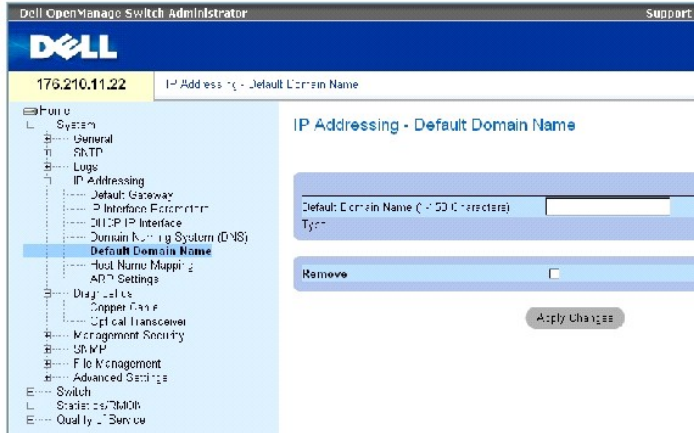 Dell OpenManage Switch Administrator
Support
DELL
176.210.11.22
IP Addressing - Default Domain Name
Home
System
General
SNTP
Logs
IP Addressing
Default Gateway
IP Interface Parameters
DHCP IP Interface
Domain Naming System (DNS)
Default Domain Name
Host Name Mapping
ARP Settings
Diagnostics
Copper Cable
Optical Transceiver
Management Security
SNMP
File Management
Advanced Settings
Switch
Statistics/RMON
Quality of Service
IP Addressing - Default Domain Name
Default Domain Name (1-158 Characters)
Type
Remove
Apply Changes